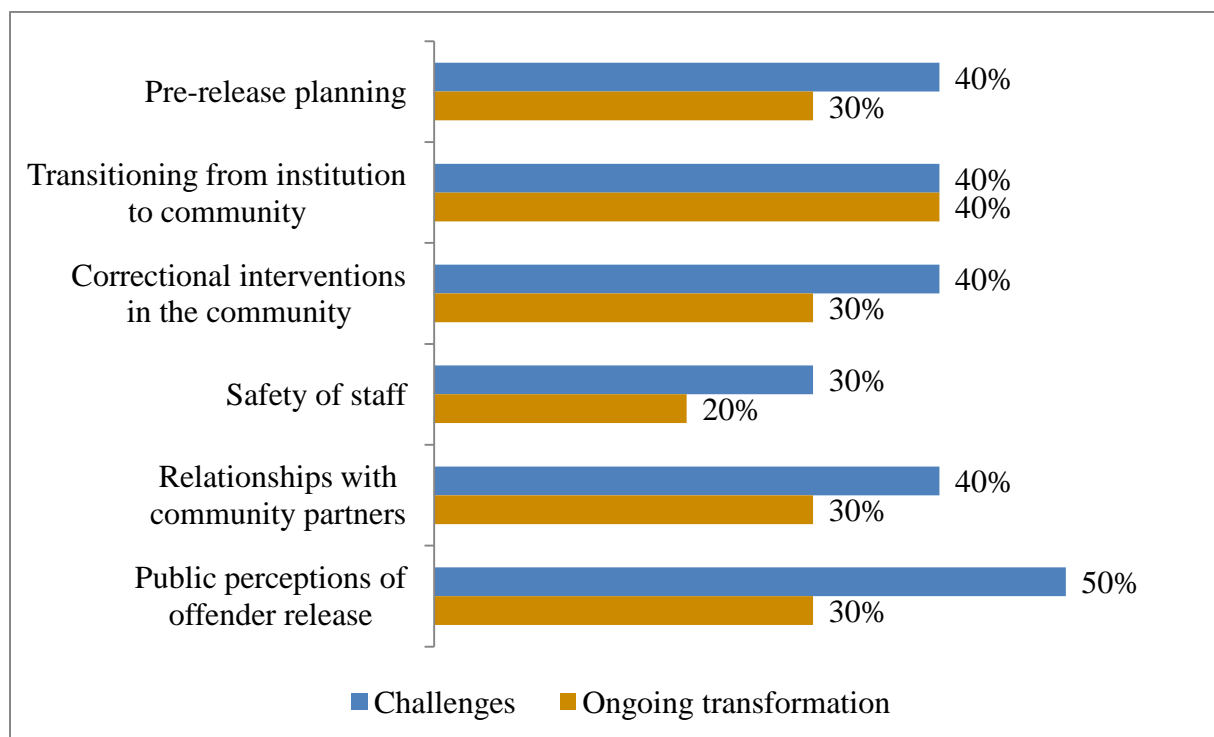 Pre-release planning
40%
30%
Transitioning from institution
to community
40%
40%
Correctional interventions
in the community
40%
30%
Safety of staff
30%
20%
Relationships with
community partners
40%
30%
Public perceptions of
offender release
50%
30%
Challenges
Ongoing transformation